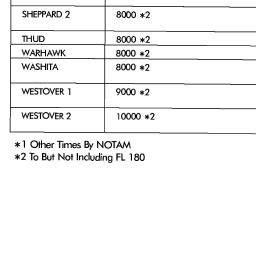 SHEPPARD 2 8000 *2
THUD 8000 *2
WARHAWK 8000 *2
WASHITA 8000 *2
WESTOVER 1 9000 *2
WESTOVER 2 10000 *2
*1 Other Times By NOTAM
*2 To But Not Including FL 180